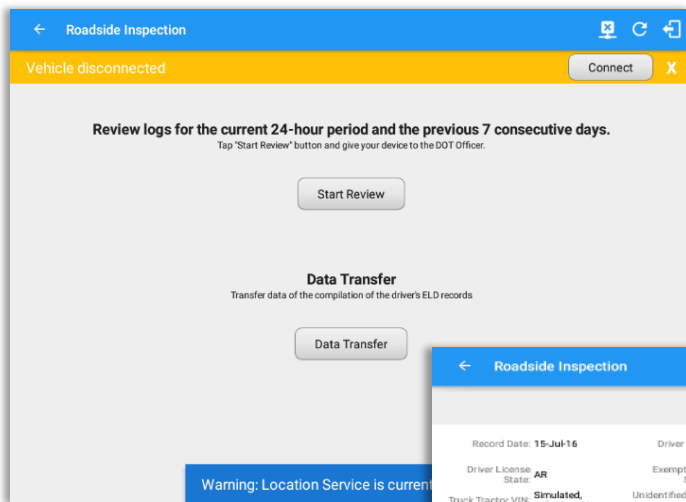 Roadside Inspection
Vehicle disconnected
Connect
X
Review logs for the current 24-hour period and the previous 7 consecutive days.
Tap "Start Review" button and give your device to the DOT Officer.
Start Review
Data Transfer
Transfer data of the compilation of the driver's ELD records
Data Transfer
Warning: Location Service is current
Roadside Inspection
Record Date: 15-Jul-16
Driver
Driver License State: AR
Exempt
Truck Tractor VIN: Simulated,
Unidentified